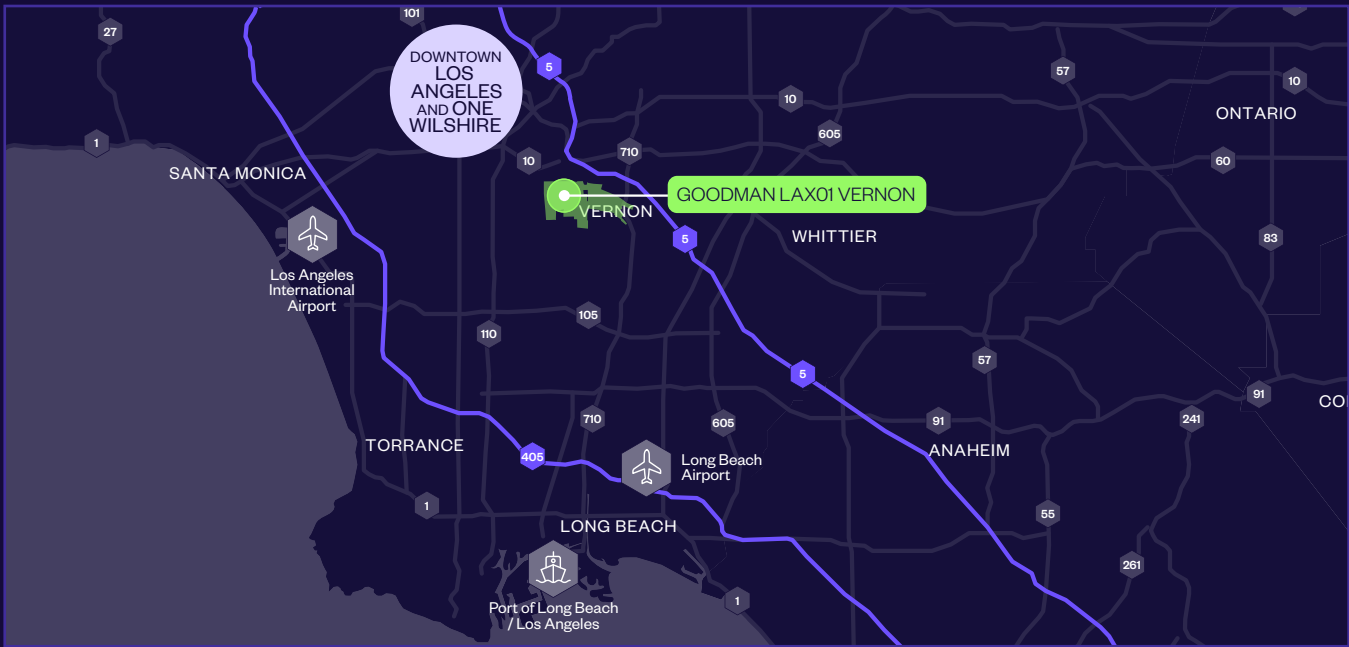 101
27
DOWNTOWN
LOS
ANGELES
AND ONE
WILSHIRE
5
57
10
10
ONTARIO
605
1
710
10
60
SANTA MONICA
GOODMAN LAX01 VERNON
VERNON
WHITTIER
5
83
Los Angeles
International
Airport
105
110
57
5
91
CO
710
605
91
241
TORRANCE
ANAHEIM
405
Long Beach
Airport
1
55
LONG BEACH
261
1
Port of Long Beach
/ Los Angeles